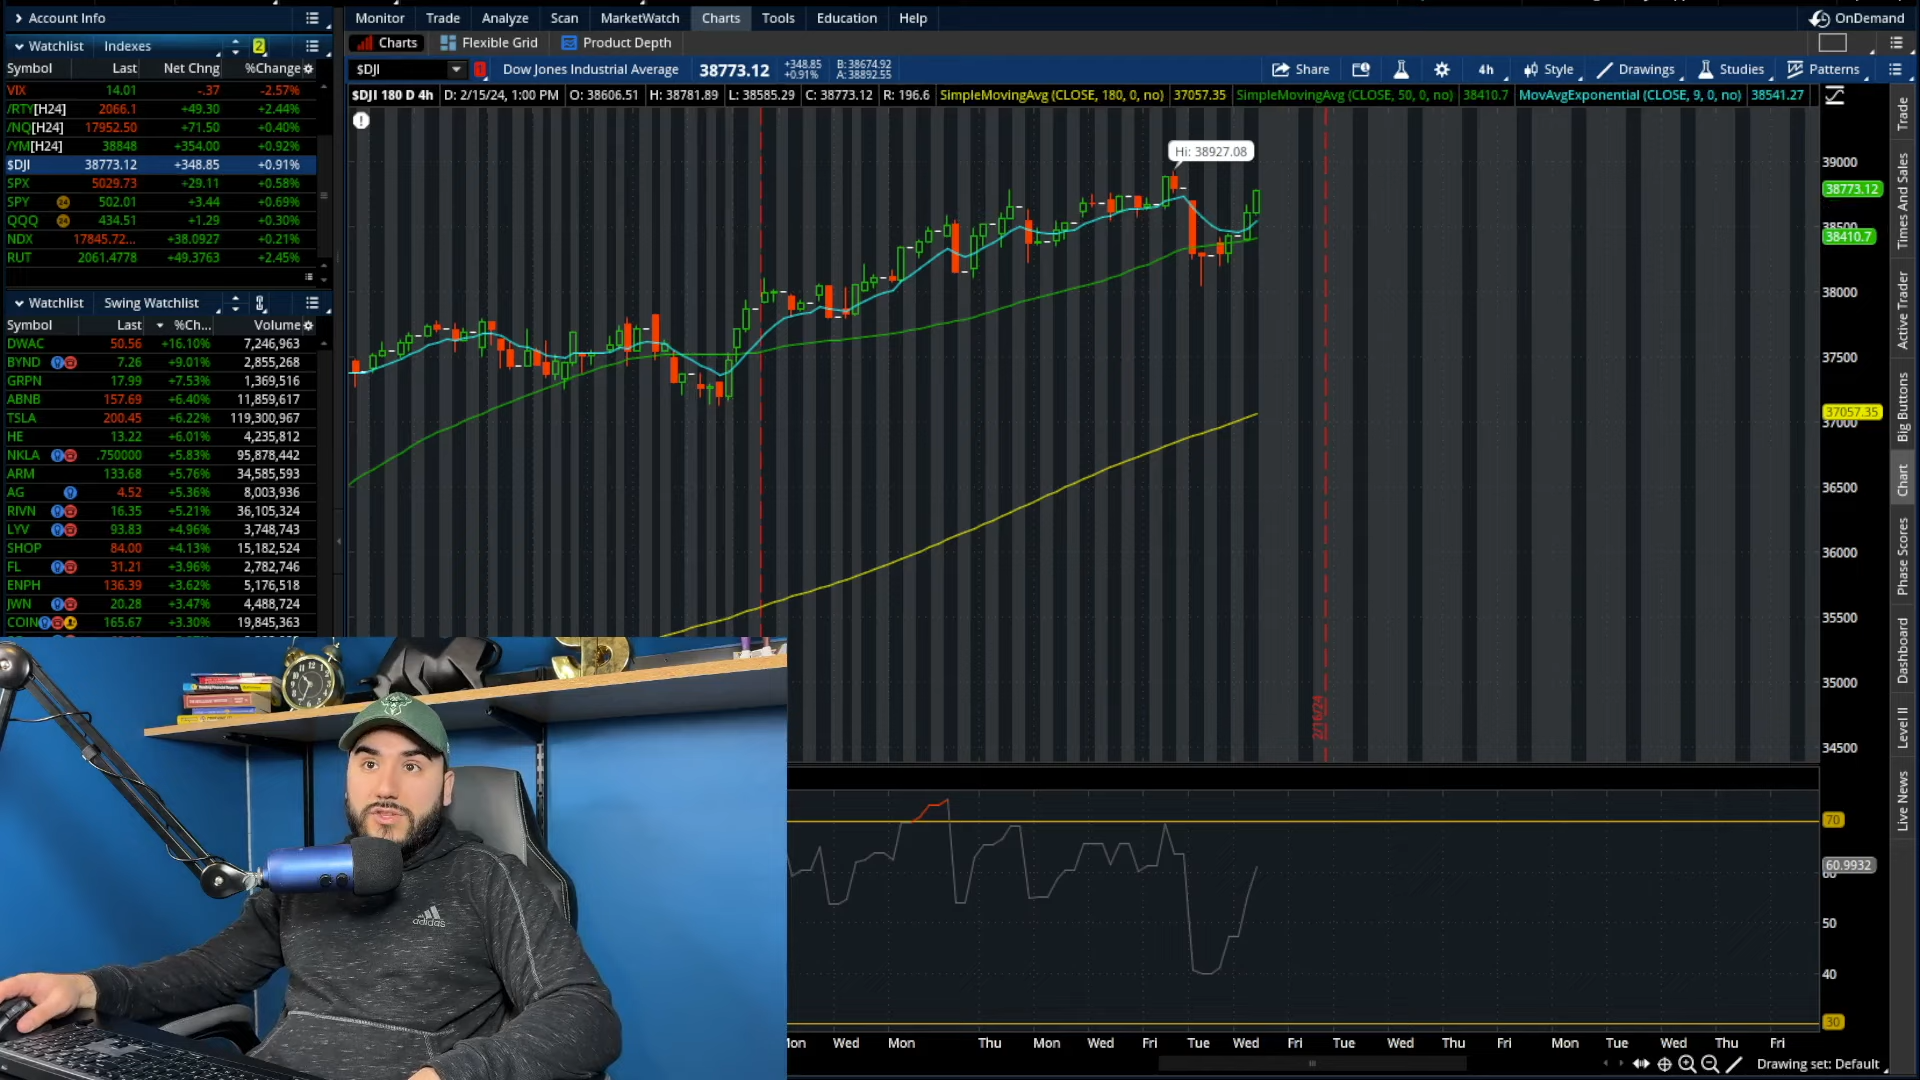 Account Info
Monitor Trade Analyze Scan MarketWatch Charts Tools Education Help OnDemand
Watchlist Indexes 2
Charts Flexible Grid Product Depth
Symbol Last Net Chng %Change
$DJI 1 Dow Jones Industrial Average 38773.12 +348.85 +0.91% B: 38674.92 A: 38892.55 Share 4h Style Drawings Studies Patterns
$DJI 180 D 4h D: 2/15/24, 1:00 PM O: 38606.51 H: 38781.89 L: 38585.29 C: 38773.12 R: 196.6 SimpleMovingAvg (CLOSE, 180, 0, no) 37057.35 SimpleMovingAvg (CLOSE, 50, 0, no) 38410.7 MovAvgExponential (CLOSE, 9, 0, no) 38541.27
VIX 14.01 -.37 -2.57%
/RTY[H24] 2066.1 +49.30 +2.44%
/NQ[H24] 17952.50 +71.50 +0.40%
/YM[H24] 38848 +354.00 +0.92%
$DJI 38773.12 +348.85 +0.91%
SPX 5029.73 +29.11 +0.58%
SPY 24 502.01 +3.44 +0.69%
QQQ 24 434.51 +1.29 +0.30%
NDX 17845.72... +38.0927 +0.21%
RUT 2061.4778 +49.3763 +2.45%
Watchlist Swing Watchlist
Symbol Last %Ch... Volume
DWAC 50.56 +16.10% 7,246,963
BYND 7.26 +9.01% 2,855,268
GRPN 17.99 +7.53% 1,369,516
ABNB 157.69 +6.40% 11,859,617
TSLA 200.45 +6.22% 119,300,967
HE 13.22 +6.01% 4,235,812
NKLA .750000 +5.83% 95,878,442
ARM 133.68 +5.76% 34,585,593
AG 4.52 +5.36% 8,003,936
RIVN 16.35 +5.21% 36,105,324
LYV 93.83 +4.96% 3,748,743
SHOP 84.00 +4.13% 15,182,524
FL 31.21 +3.96% 2,782,746
ENPH 136.39 +3.62% 5,176,518
JWN 20.28 +3.47% 4,488,724
COIN 165.67 +3.30% 19,845,363
Hi: 38927.08
39000
38773.12
38500
38410.7
38000
37500
37057.35
37000
36500
36000
35500
35000
34500
2/16/24
70
60.9932
60
50
40
30
Mon Wed Mon Thu Mon Wed Fri Tue Wed Fri Tue Wed Thu Fri Mon Tue Wed Thu Fri
Drawing set: Default
Trade
Times And Sales
Active Trader
Big Buttons
Chart
Phase Scores
Dashboard
Level II
Live News
adidas